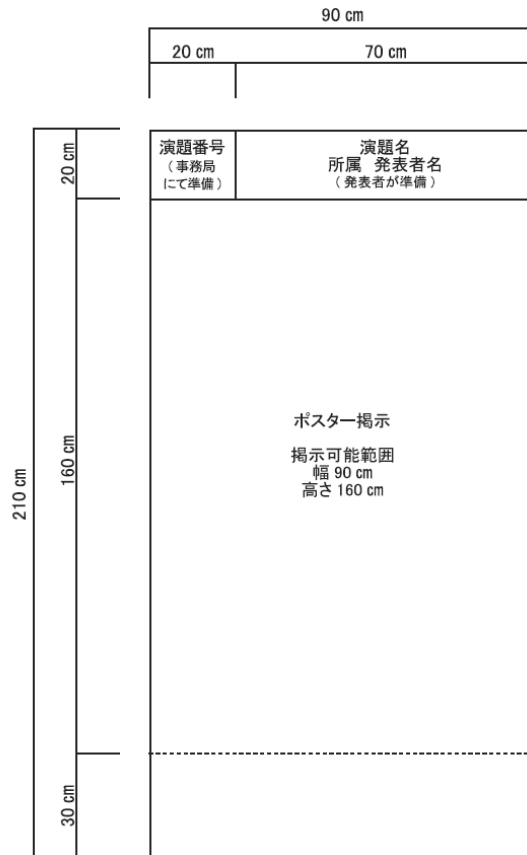 90 cm
20 cm
70 cm
演題番号
(事務局
にて準備)
演題名
所属 発表者名
(発表者が準備)
20 cm
160 cm
210 cm
30 cm
ポスター掲示
掲示可能範囲
幅 90 cm
高さ 160 cm